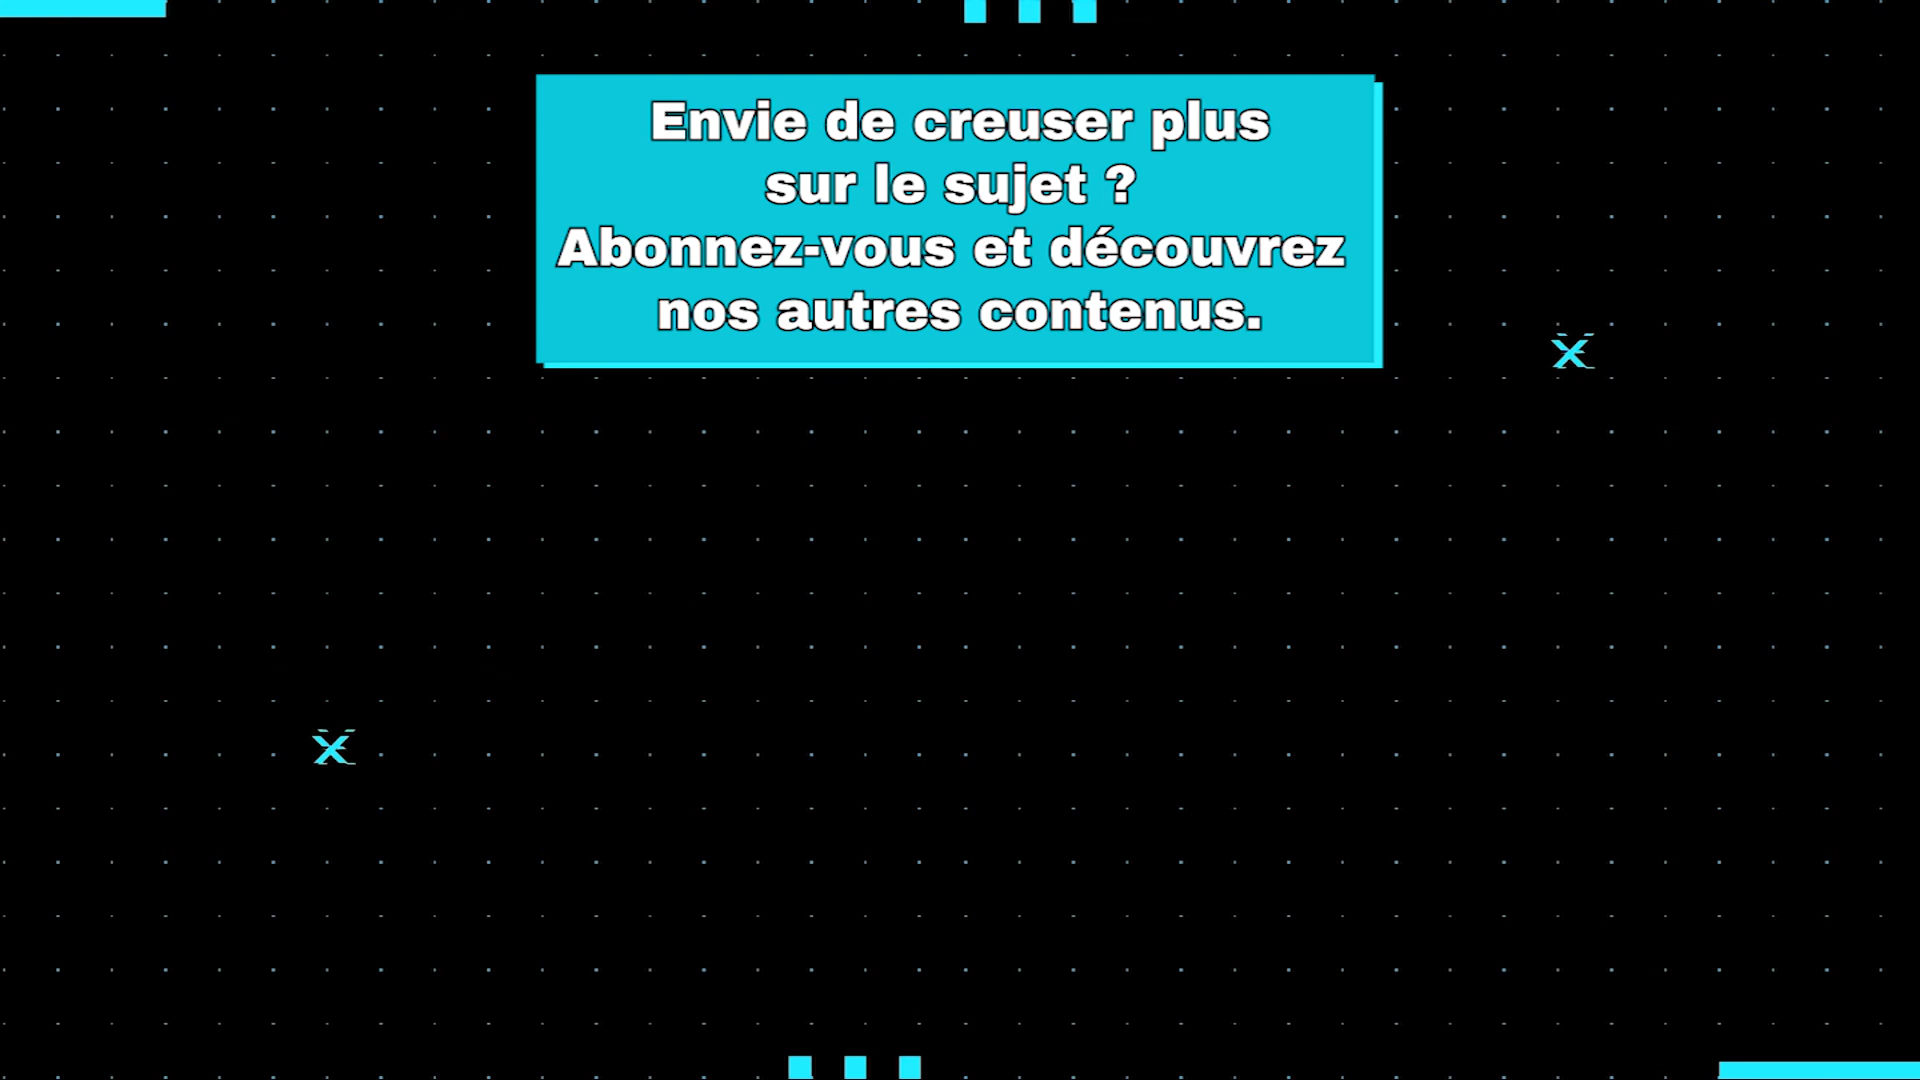 Envie de creuser plus
sur le sujet ?
Abonnez-vous et découvrez
nos autres contenus.